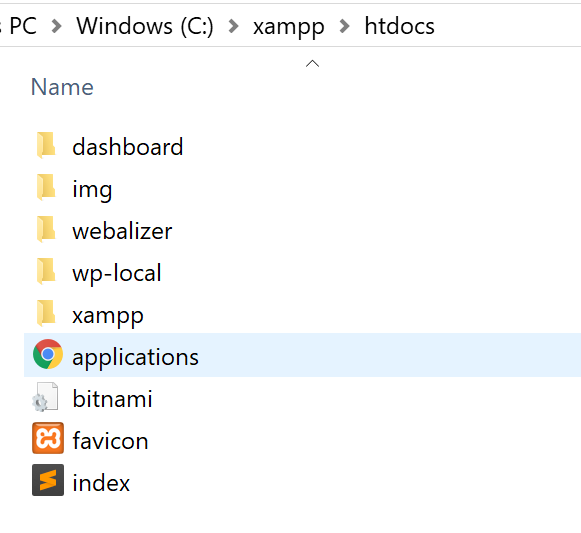 s PC > Windows (C:) > xampp > htdocs
Name
dashboard
img
webalizer
wp-local
xampp
applications
bitnami
favicon
index